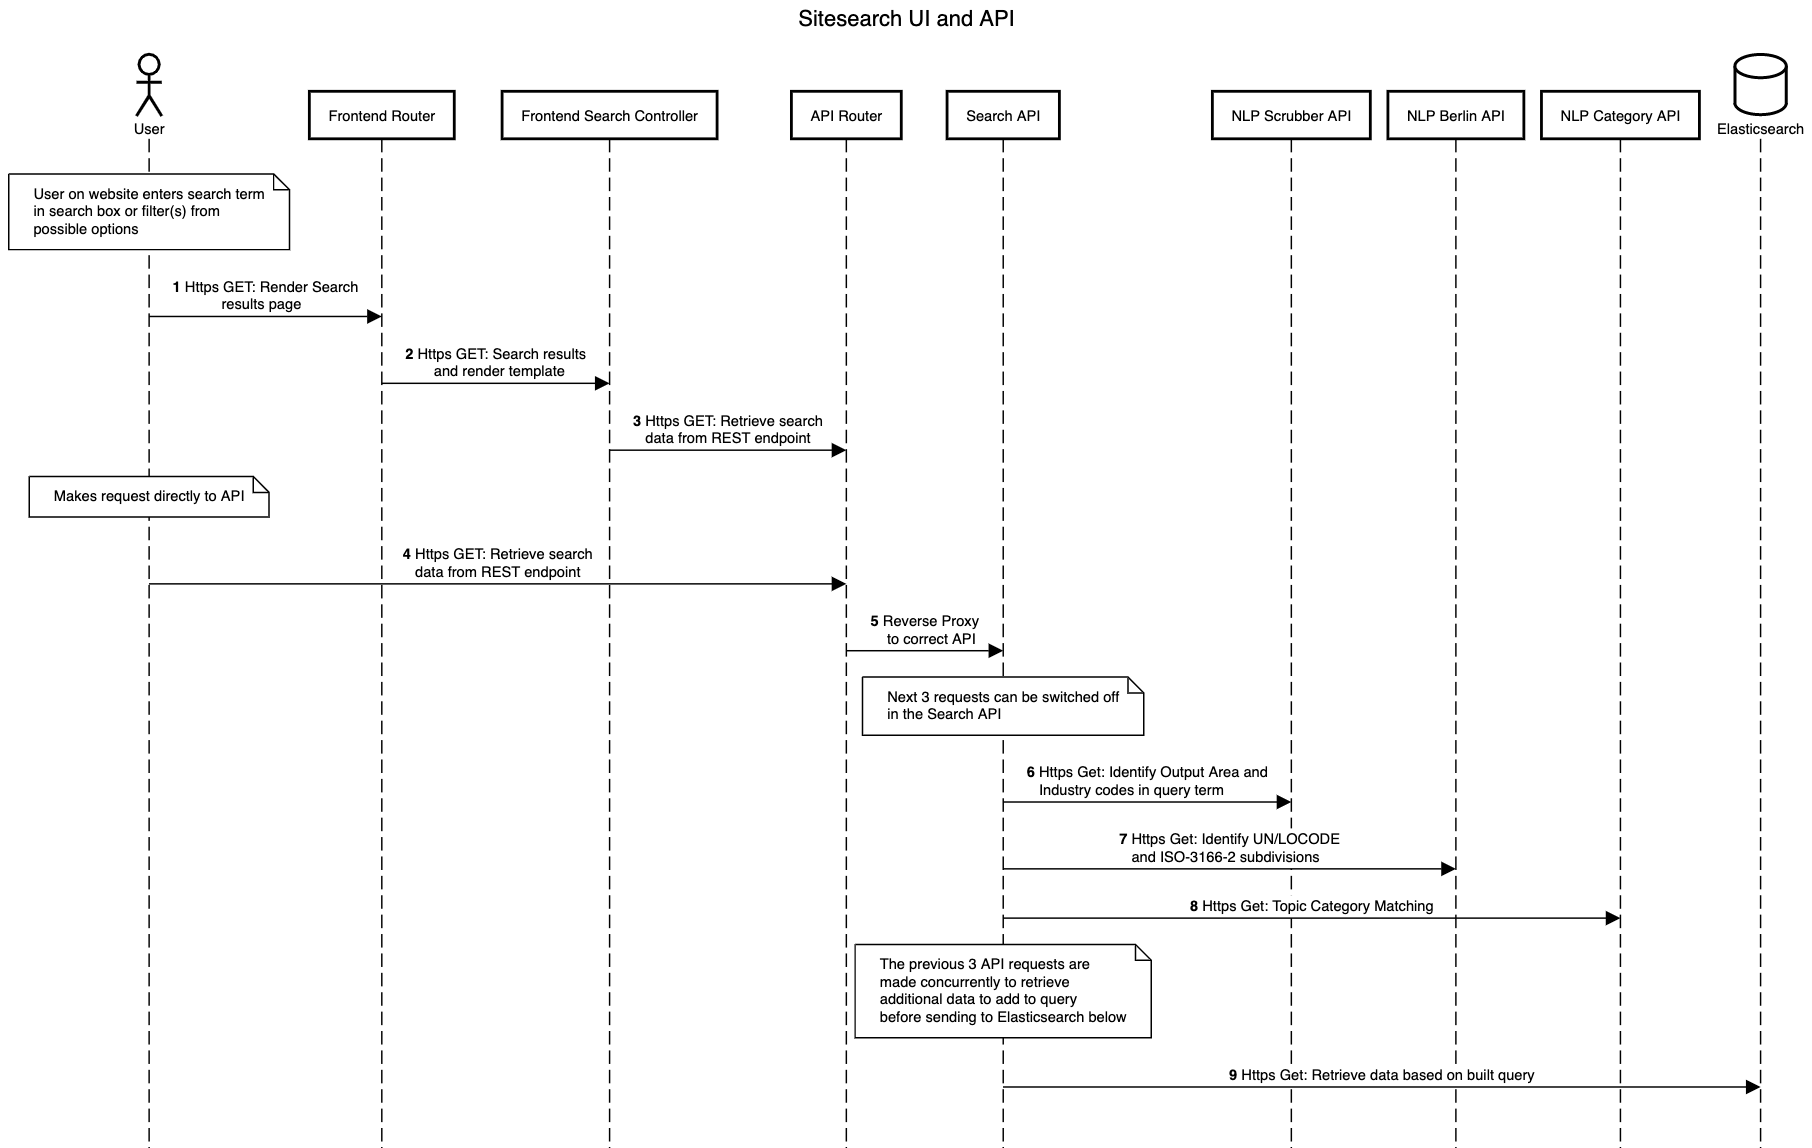 Sitesearch UI and API
User
Frontend Router
Frontend Search Controller
API Router
Search API
NLP Scrubber API
NLP Berlin API
NLP Category API
Elasticsearch
User on website enters search term
in search box or filter(s) from
possible options
1 Https GET: Render Search
results page
2 Https GET: Search results
and render template
3 Https GET: Retrieve search
data from REST endpoint
Makes request directly to API
4 Https GET: Retrieve search
data from REST endpoint
5 Reverse Proxy
to correct API
Next 3 requests can be switched off
in the Search API
6 Https Get: Identify Output Area and
Industry codes in query term
7 Https Get: Identify UN/LOCODE
and ISO-3166-2 subdivisions
8 Https Get: Topic Category Matching
The previous 3 API requests are
made concurrently to retrieve
additional data to add to query
before sending to Elasticsearch below
9 Https Get: Retrieve data based on built query